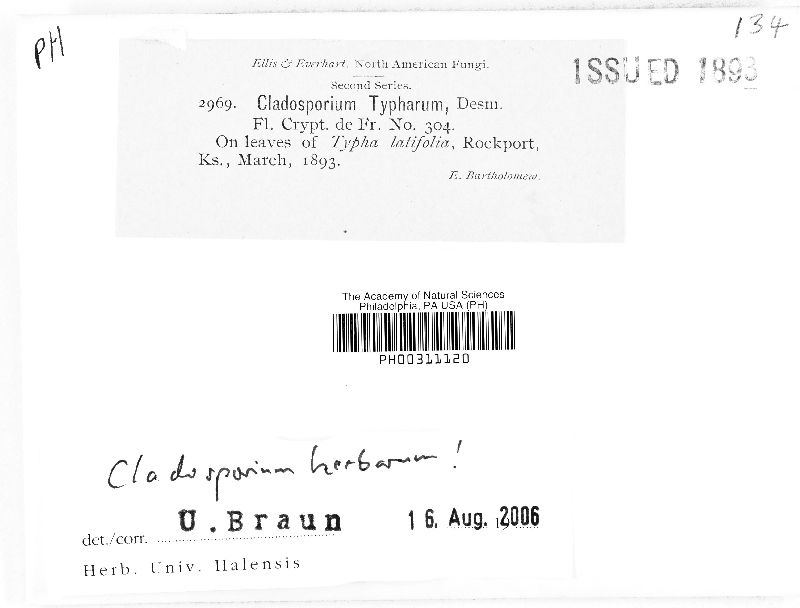 PH
134
Ellis & Everhart, North American Fungi.
ISSUED 1893
Second Series.
2969. Cladosporium Typharum, Desm.
Fl. Crypt. de Fr. No. 304.
On leaves of Typha latifolia, Rockport,
Ks., March, 1893.
E. Bartholomew.
The Academy of Natural Sciences
Philadelphia, PA USA (PH)
PH00311120
Cladosporium herbarum !
det./corr. U. Braun 16. Aug. 2006
Herb. Univ. Halensis